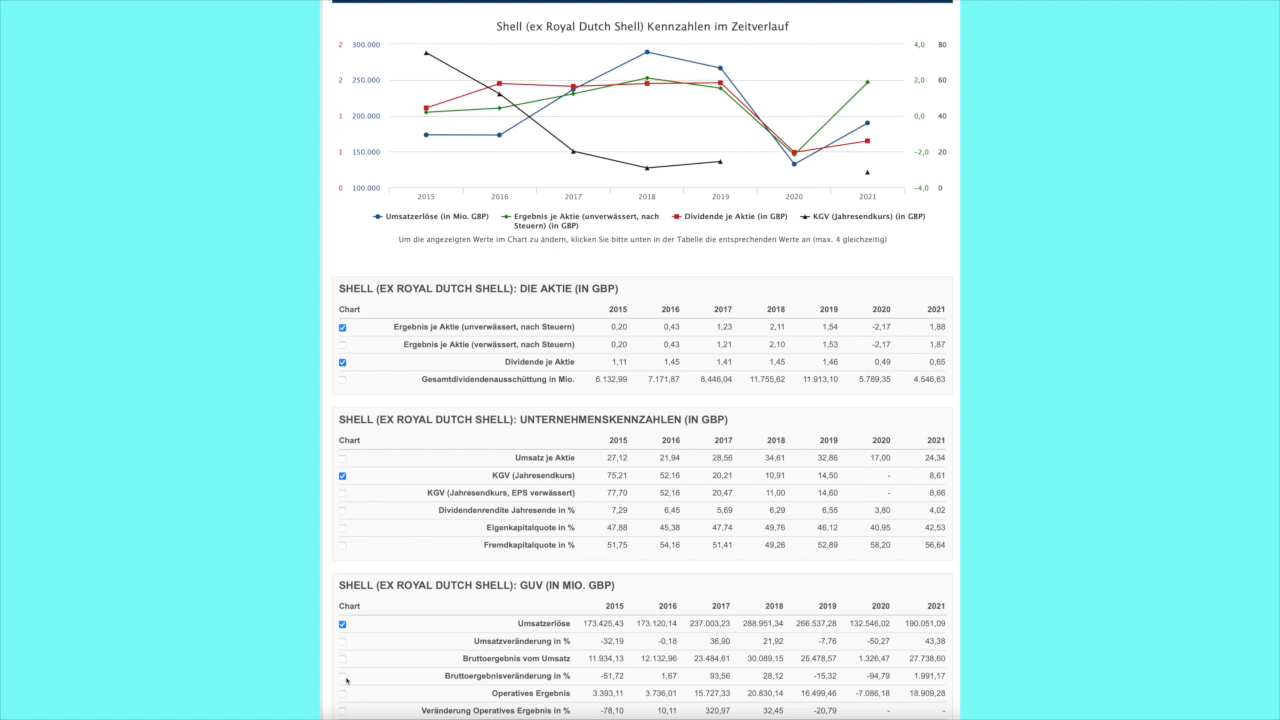 Shell (ex Royal Dutch Shell) Kennzahlen im Zeitverlauf
2 300.000 4,0 80
2 250.000 2,0 60
1 200.000 0,0 40
1 150.000 -2,0 20
0 100.000 -4,0 0
2015 2016 2017 2018 2019 2020 2021
Umsatzerlöse (in Mio. GBP) Ergebnis je Aktie (unverwässert, nach Steuern) (in GBP) Dividende je Aktie (in GBP) KGV (Jahresendkurs) (in GBP)
Um die angezeigten Werte im Chart zu ändern, klicken Sie bitte unten in der Tabelle die entsprechenden Werte an (max. 4 gleichzeitig)
SHELL (EX ROYAL DUTCH SHELL): DIE AKTIE (IN GBP)
Chart 2015 2016 2017 2018 2019 2020 2021
Ergebnis je Aktie (unverwässert, nach Steuern) 0,20 0,43 1,23 2,11 1,54 -2,17 1,88
Ergebnis je Aktie (verwässert, nach Steuern) 0,20 0,43 1,21 2,10 1,53 -2,17 1,87
Dividende je Aktie 1,11 1,45 1,41 1,45 1,46 0,49 0,65
Gesamtdividendenausschüttung in Mio. 6.132,99 7.171,87 8.446,04 11.755,62 11.913,10 5.789,35 4.546,63
SHELL (EX ROYAL DUTCH SHELL): UNTERNEHMENSKENNZAHLEN (IN GBP)
Chart 2015 2016 2017 2018 2019 2020 2021
Umsatz je Aktie 27,12 21,94 28,56 34,61 32,86 17,00 24,34
KGV (Jahresendkurs) 75,21 52,16 20,21 10,91 14,50 - 8,61
KGV (Jahresendkurs, EPS verwässert) 77,70 52,16 20,47 11,00 14,60 - 8,66
Dividendenrendite Jahresende in % 7,29 6,45 5,69 6,29 6,55 3,80 4,02
Eigenkapitalquote in % 47,88 45,38 47,74 49,76 46,12 40,95 42,53
Fremdkapitalquote in % 51,75 54,16 51,41 49,26 52,89 58,20 56,64
SHELL (EX ROYAL DUTCH SHELL): GUV (IN MIO. GBP)
Chart 2015 2016 2017 2018 2019 2020 2021
Umsatzerlöse 173.425,43 173.120,14 237.003,23 288.951,34 266.537,28 132.546,02 190.051,09
Umsatzveränderung in % -32,19 -0,18 36,90 21,92 -7,76 -50,27 43,38
Bruttoergebnis vom Umsatz 11.934,13 12.132,96 23.484,61 30.089,15 25.478,57 1.326,47 27.738,60
Bruttoergebnisveränderung in % -51,72 1,67 93,56 28,12 -15,32 -94,79 1.991,17
Operatives Ergebnis 3.393,11 3.736,01 15.727,33 20.830,14 16.499,46 -7.086,18 18.909,28
Veränderung Operatives Ergebnis in % -78,10 10,11 320,97 32,45 -20,79 - -